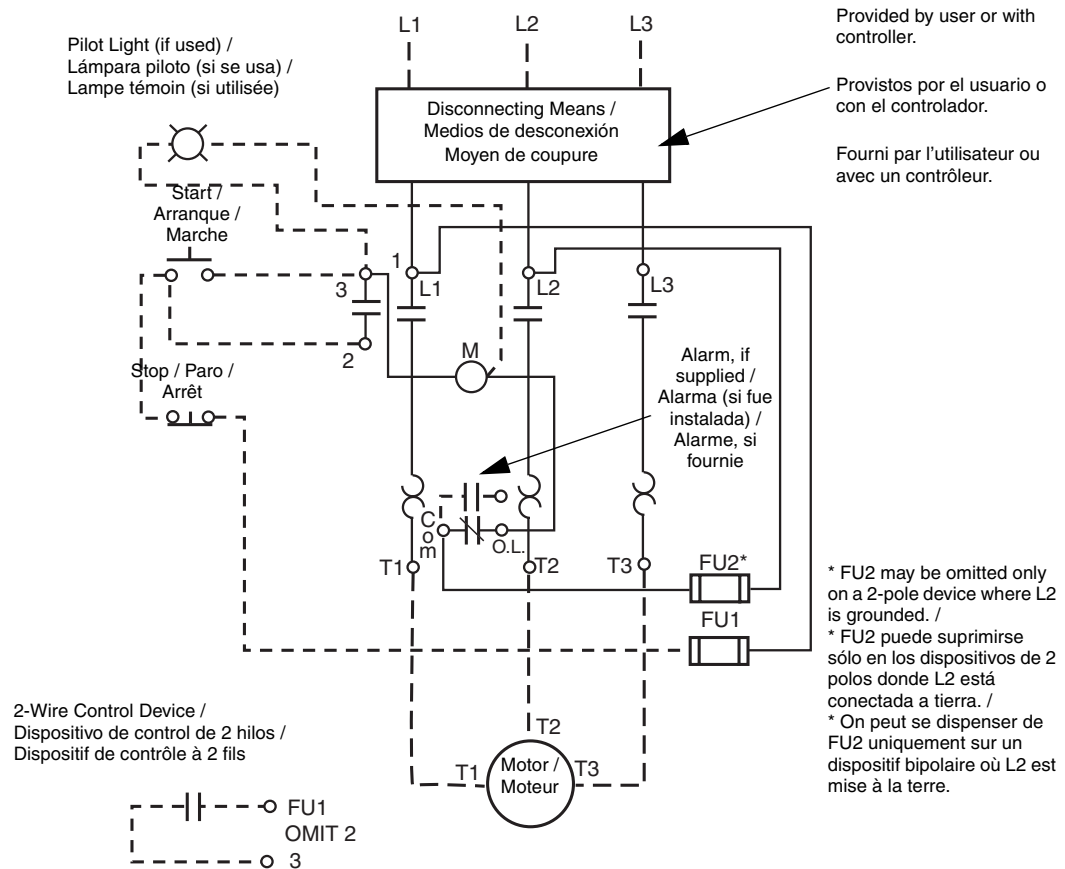 L1
L2
L3
Provided by user or with
controller.
Provistos por el usuario o
con el controlador.
Fourni par l'utilisateur ou
avec un contrôleur.
Pilot Light (if used) /
Lámpara piloto (si se usa) /
Lampe témoin (si utilisée)
Disconnecting Means /
Medios de desconexión
Moyen de coupure
Start /
Arranque /
Marche
1
L1
L2
L3
3
2
M
Stop / Paro /
Arrêt
Alarm, if
supplied /
Alarma (si fue
instalada) /
Alarme, si
fournie
Com
O.L.
T1
T2
T3
FU2*
FU1
* FU2 may be omitted only
on a 2-pole device where L2
is grounded. /
* FU2 puede suprimirse
sólo en los dispositivos de 2
polos donde L2 está
conectada a tierra. /
* On peut se dispenser de
FU2 uniquement sur un
dispositif bipolaire où L2 est
mise à la terre.
2-Wire Control Device /
Dispositivo de control de 2 hilos /
Dispositif de contrôle à 2 fils
T2
T1
Motor /
Moteur
T3
FU1
OMIT 2
3